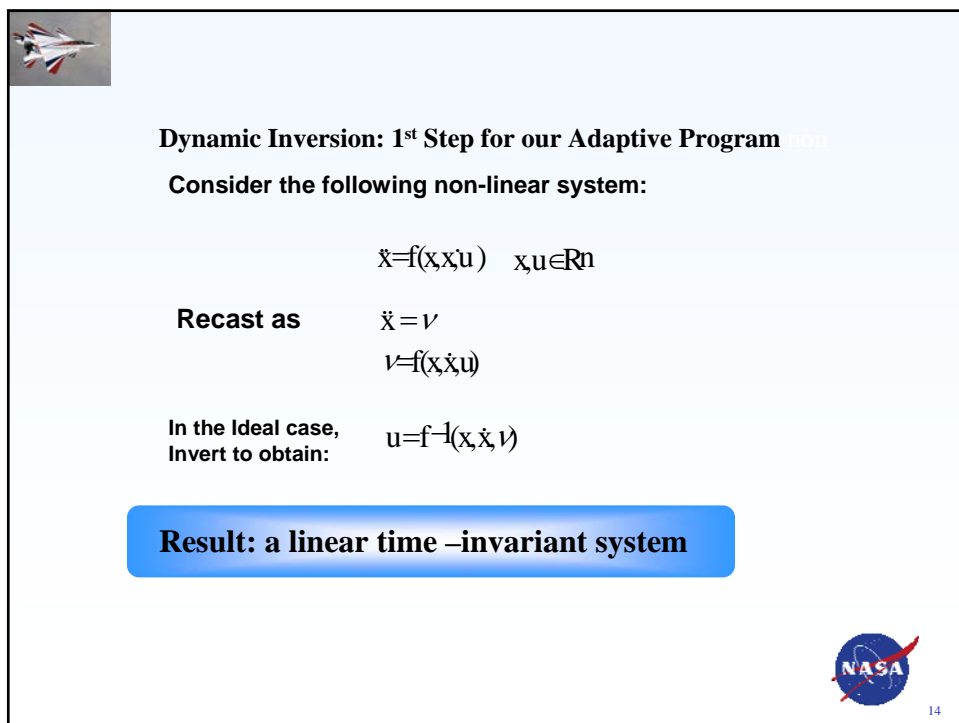 Dynamic Inversion: 1st Step for our Adaptive Program non
Consider the following non-linear system:
ẍ=f(x,ẋ,u) x,u∈Rn
Recast as ẍ=ν
ν=f(x,ẋ,u)
In the Ideal case,
Invert to obtain: u=f−1(x,ẋ,ν)
Result: a linear time –invariant system
NASA
14